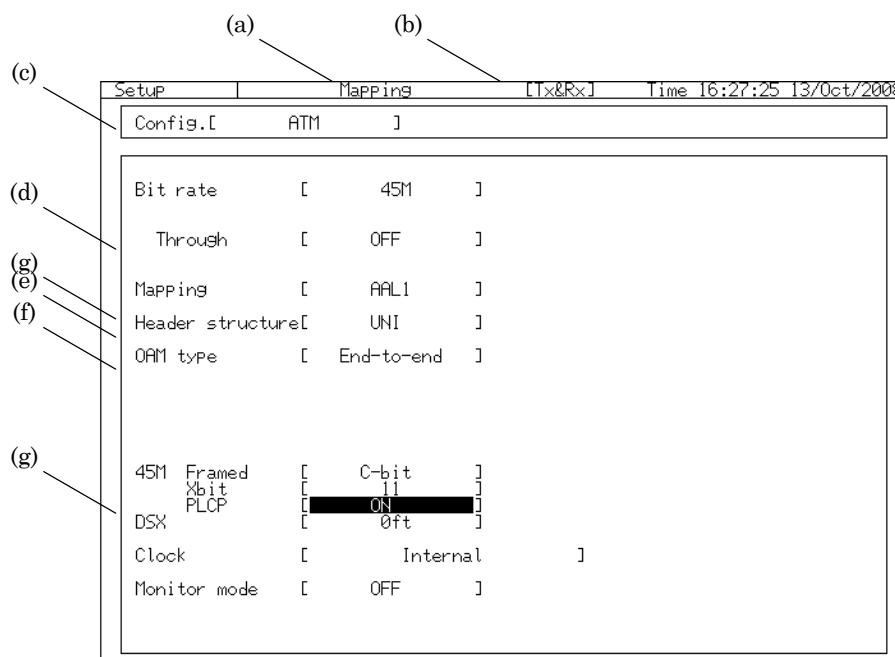 (a)
(b)
(c)
Setup Mapping [Tx&Rx] Time 16:27:25 13/Oct/2008
Config.[ ATM ]
(d)
Bit rate [ 45M ]
Through [ OFF ]
(g)
(e)
(f)
Mapping [ AAL1 ]
Header structure[ UNI ]
OAM type [ End-to-end ]
(g)
45M Framed [ C-bit ]
Xbit [ 11 ]
PLCP [ ON ]
DSX [ 0ft ]
Clock [ Internal ]
Monitor mode [ OFF ]